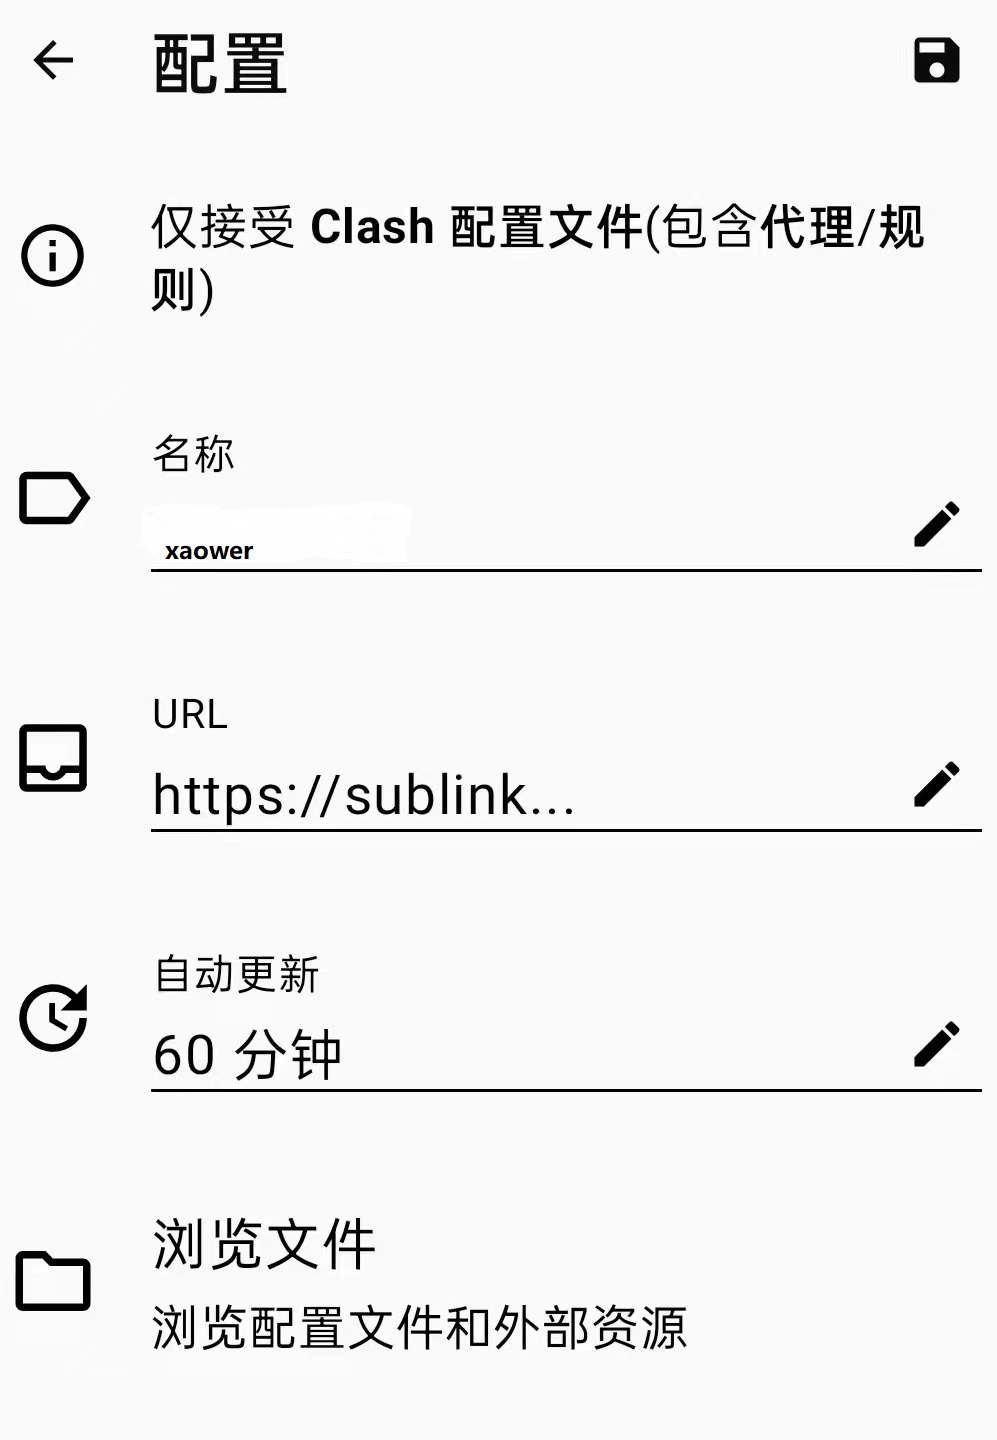 配置
仅接受 Clash 配置文件(包含代理/规
则)
名称
xaower
URL
https://sublink...
自动更新
60 分钟
浏览文件
浏览配置文件和外部资源